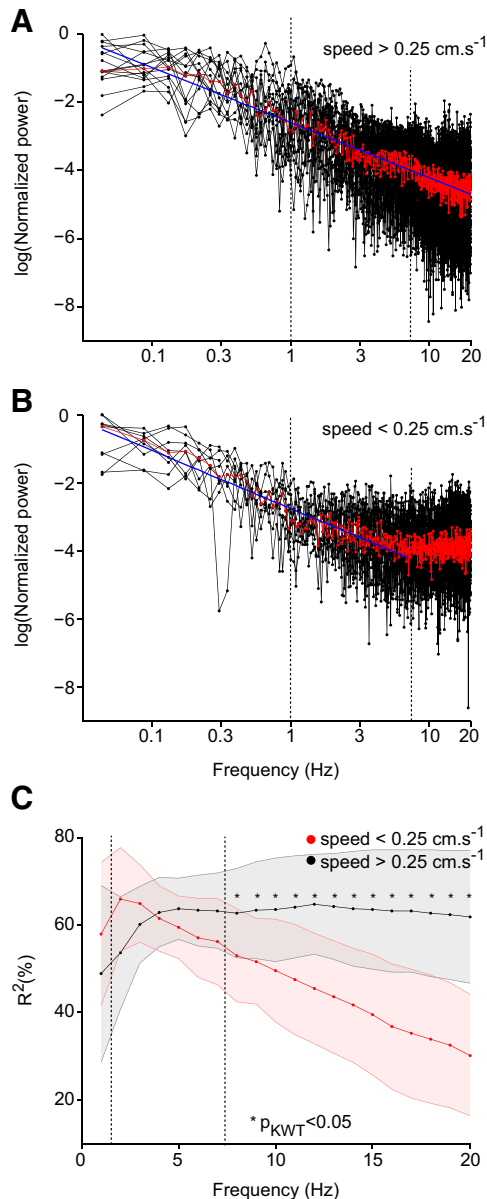 A
speed > 0.25 cm.s-1
0
−2
−4
−6
−8
log(Normalized power)
0.1 0.3 1 3 10 20
B
speed < 0.25 cm.s-1
0
−2
−4
−6
−8
log(Normalized power)
0.1 0.3 1 3 10 20
Frequency (Hz)
C
speed < 0.25 cm.s-1
speed > 0.25 cm.s-1
80
60
40
20
R2(%)
* * * * * * * * * * * * *
* pKWT<0.05
0 5 10 15 20
Frequency (Hz)